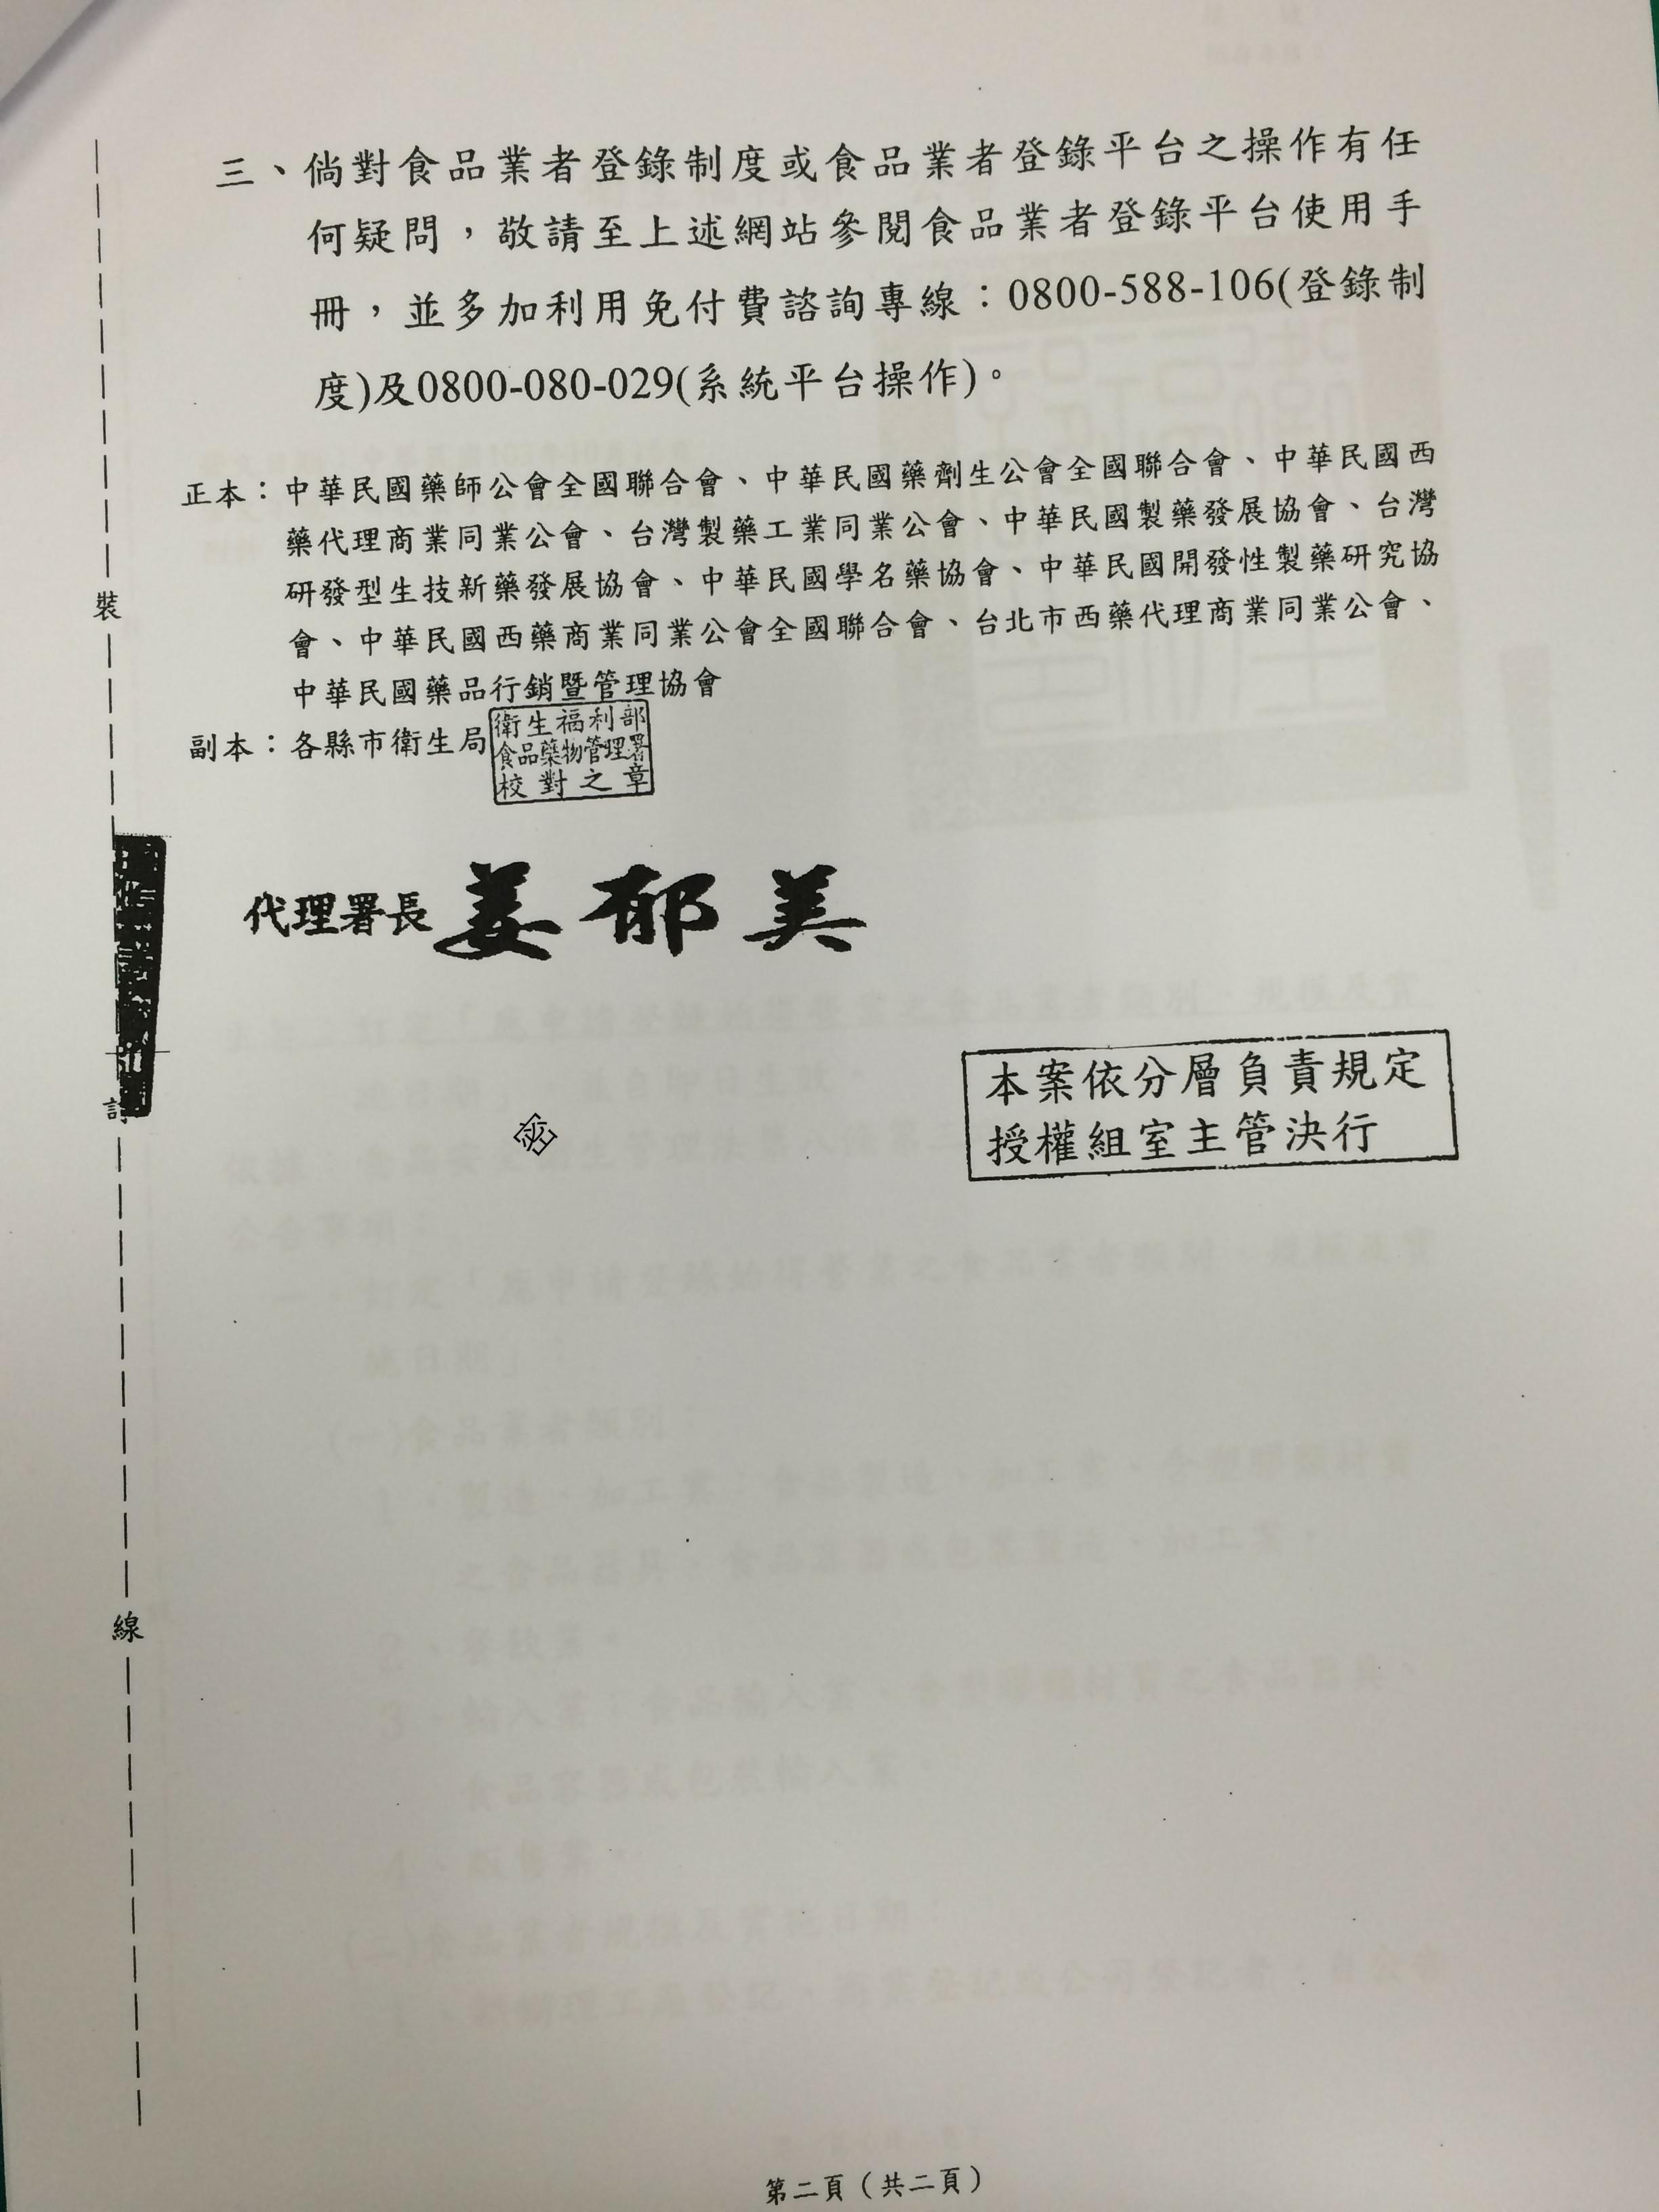 三、倘對食品業者登錄制度或食品業者登錄平台之操作有任
何疑問，敬請至上述網站參閱食品業者登錄平台使用手
冊，並多加利用免付費諮詢專線：0800-588-106(登錄制
度)及0800-080-029(系統平台操作)。
正本：中華民國藥師公會全國聯合會、中華民國藥劑生公會全國聯合會、中華民國西
藥代理商業同業公會、台灣製藥工業同業公會、中華民國製藥發展協會、台灣
研發型生技新藥發展協會、中華民國學名藥協會、中華民國開發性製藥研究協
會、中華民國西藥商業同業公會全國聯合會、台北市西藥代理商業同業公會、
中華民國藥品行銷暨管理協會
副本：各縣市衛生局
衛生福利部
食品藥物管理署
校對之章
裝
代理署長 姜郁美
訂
密
本案依分層負責規定
授權組室主管決行
線
第二頁（共二頁）